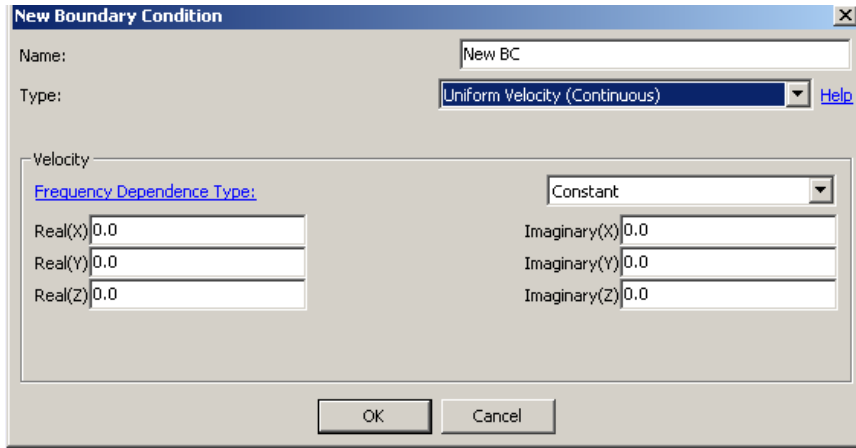 New Boundary Condition
Name: New BC
Type: Uniform Velocity (Continuous) Help
Velocity
Frequency Dependence Type: Constant
Real(X) 0.0 Imaginary(X) 0.0
Real(Y) 0.0 Imaginary(Y) 0.0
Real(Z) 0.0 Imaginary(Z) 0.0
OK Cancel